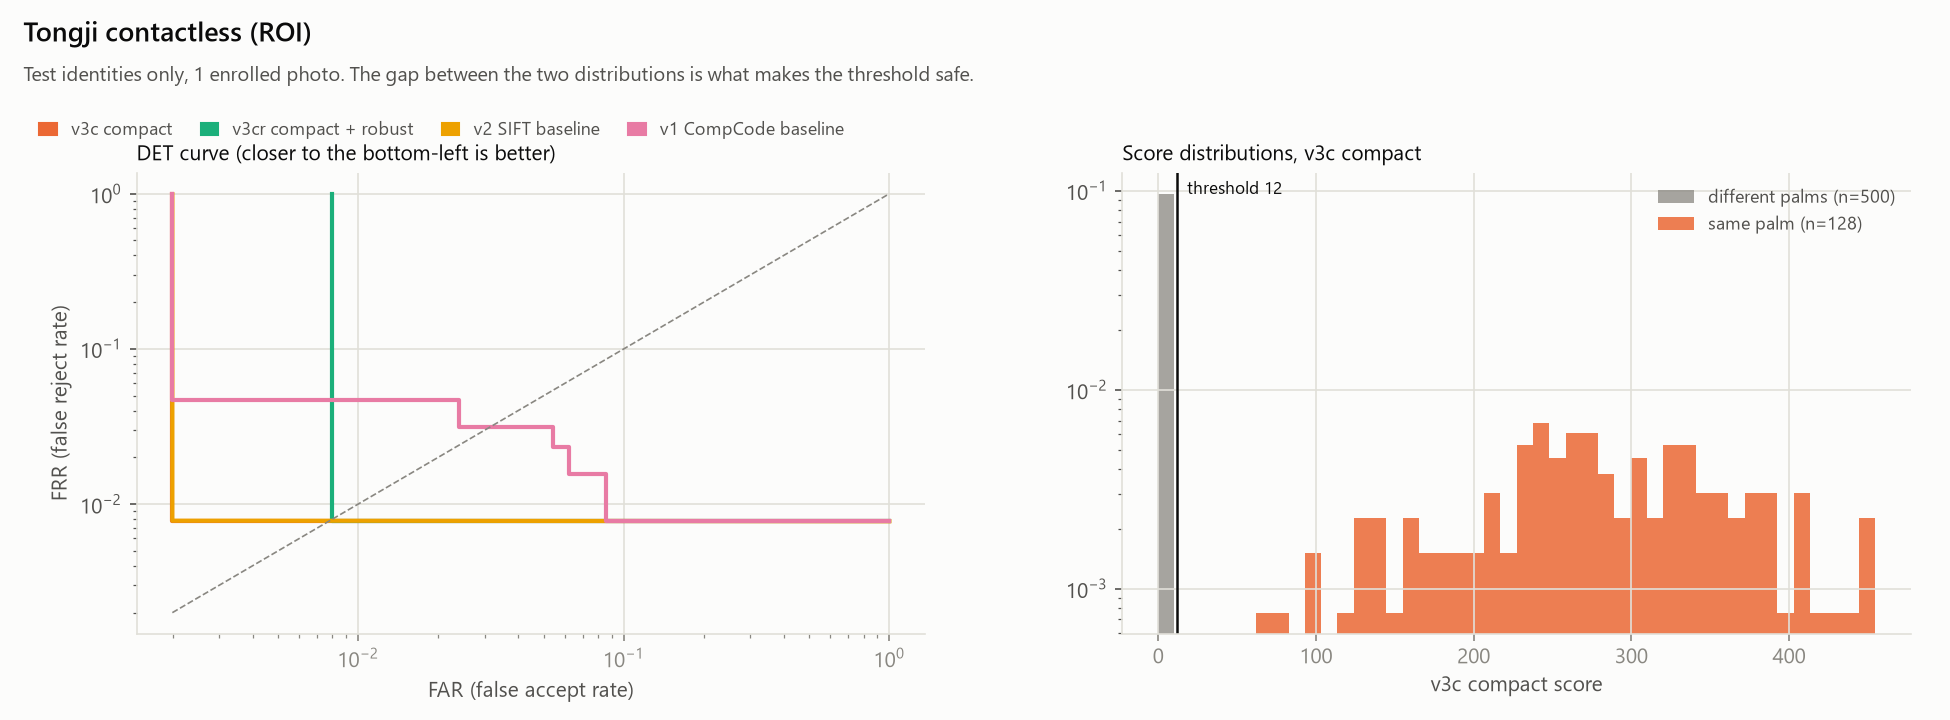 Tongji contactless (ROI)
Test identities only, 1 enrolled photo. The gap between the two distributions is what makes the threshold safe.
v3c compact v3cr compact + robust v2 SIFT baseline v1 CompCode baseline
DET curve (closer to the bottom-left is better)
10⁰
10⁻¹
10⁻²
FRR (false reject rate)
10⁻² 10⁻¹ 10⁰
FAR (false accept rate)
Score distributions, v3c compact
threshold 12
different palms (n=500)
same palm (n=128)
10⁻¹
10⁻²
10⁻³
0 100 200 300 400
v3c compact score